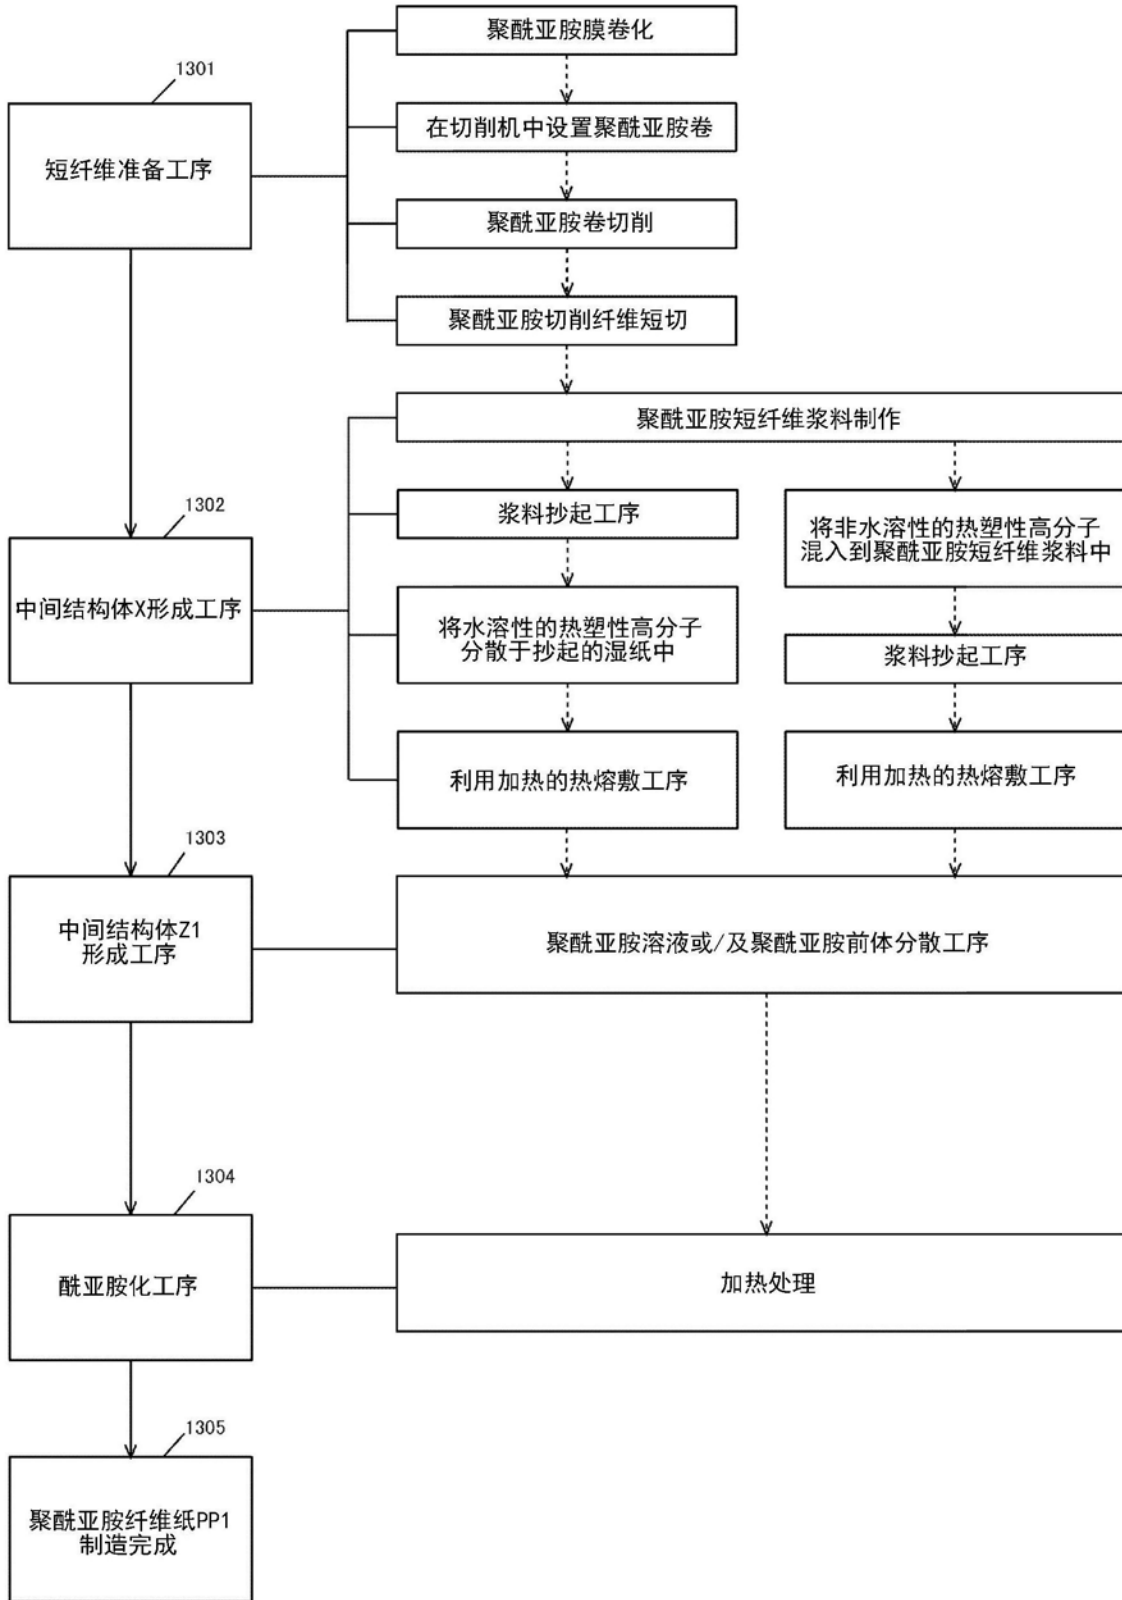 聚酰亚胺膜卷化
1301
短纤维准备工序
在切削机中设置聚酰亚胺卷
聚酰亚胺卷切削
聚酰亚胺切削纤维短切
聚酰亚胺短纤维浆料制作
1302
中间结构体X形成工序
浆料抄起工序
将非水溶性的热塑性高分子
混入到聚酰亚胺短纤维浆料中
将水溶性的热塑性高分子
分散于抄起的湿纸中
浆料抄起工序
利用加热的热熔敷工序
利用加热的热熔敷工序
1303
中间结构体Z1
形成工序
聚酰亚胺溶液或/及聚酰亚胺前体分散工序
1304
酰亚胺化工序
加热处理
1305
聚酰亚胺纤维纸PP1
制造完成